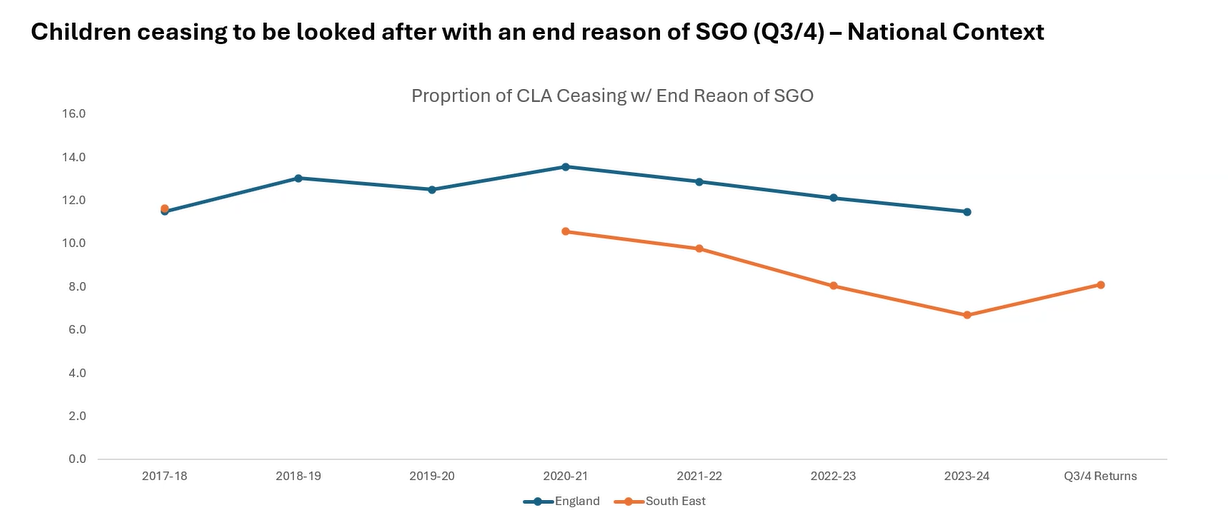 Children ceasing to be looked after with an end reason of SGO (Q3/4) – National Context
Proprtion of CLA Ceasing w/ End Reaon of SGO
16.0
14.0
12.0
10.0
8.0
6.0
4.0
2.0
0.0
2017-18 2018-19 2019-20 2020-21 2021-22 2022-23 2023-24 Q3/4 Returns
England South East